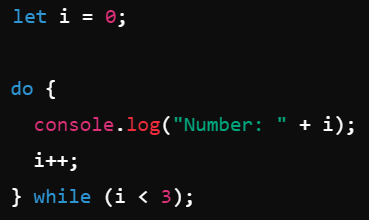 let i = 0;
do {
  console.log("Number: " + i);
  i++;
} while (i < 3);